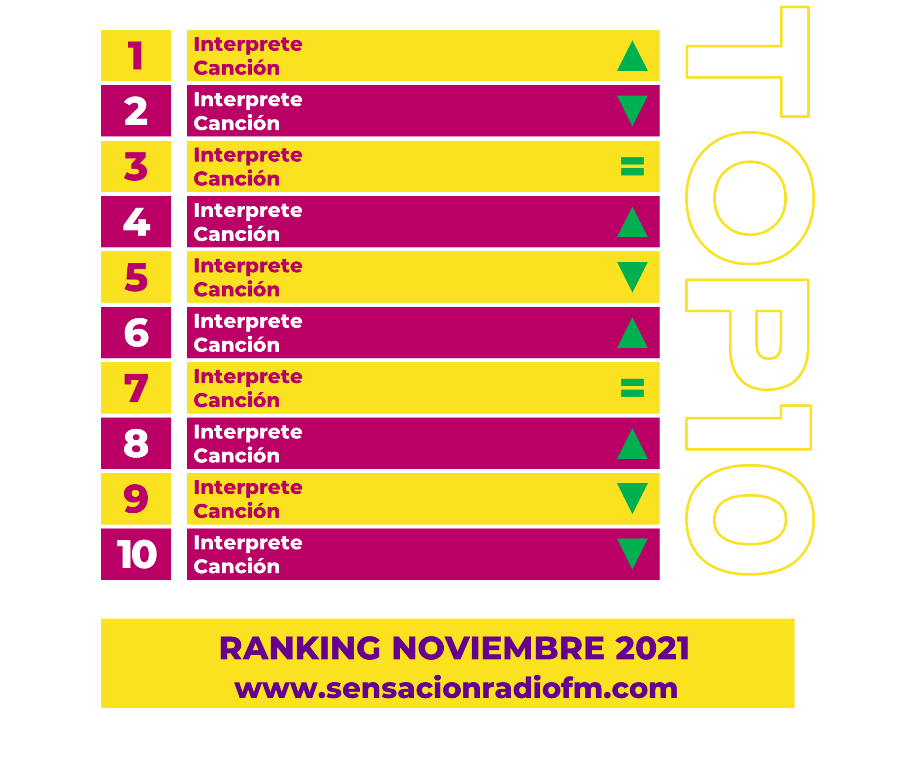 1
Interprete
Canción
2
Interprete
Canción
3
Interprete
Canción
=
4
Interprete
Canción
5
Interprete
Canción
6
Interprete
Canción
7
Interprete
Canción
=
8
Interprete
Canción
9
Interprete
Canción
10
Interprete
Canción
TOP10
RANKING NOVIEMBRE 2021
www.sensacionradiofm.com